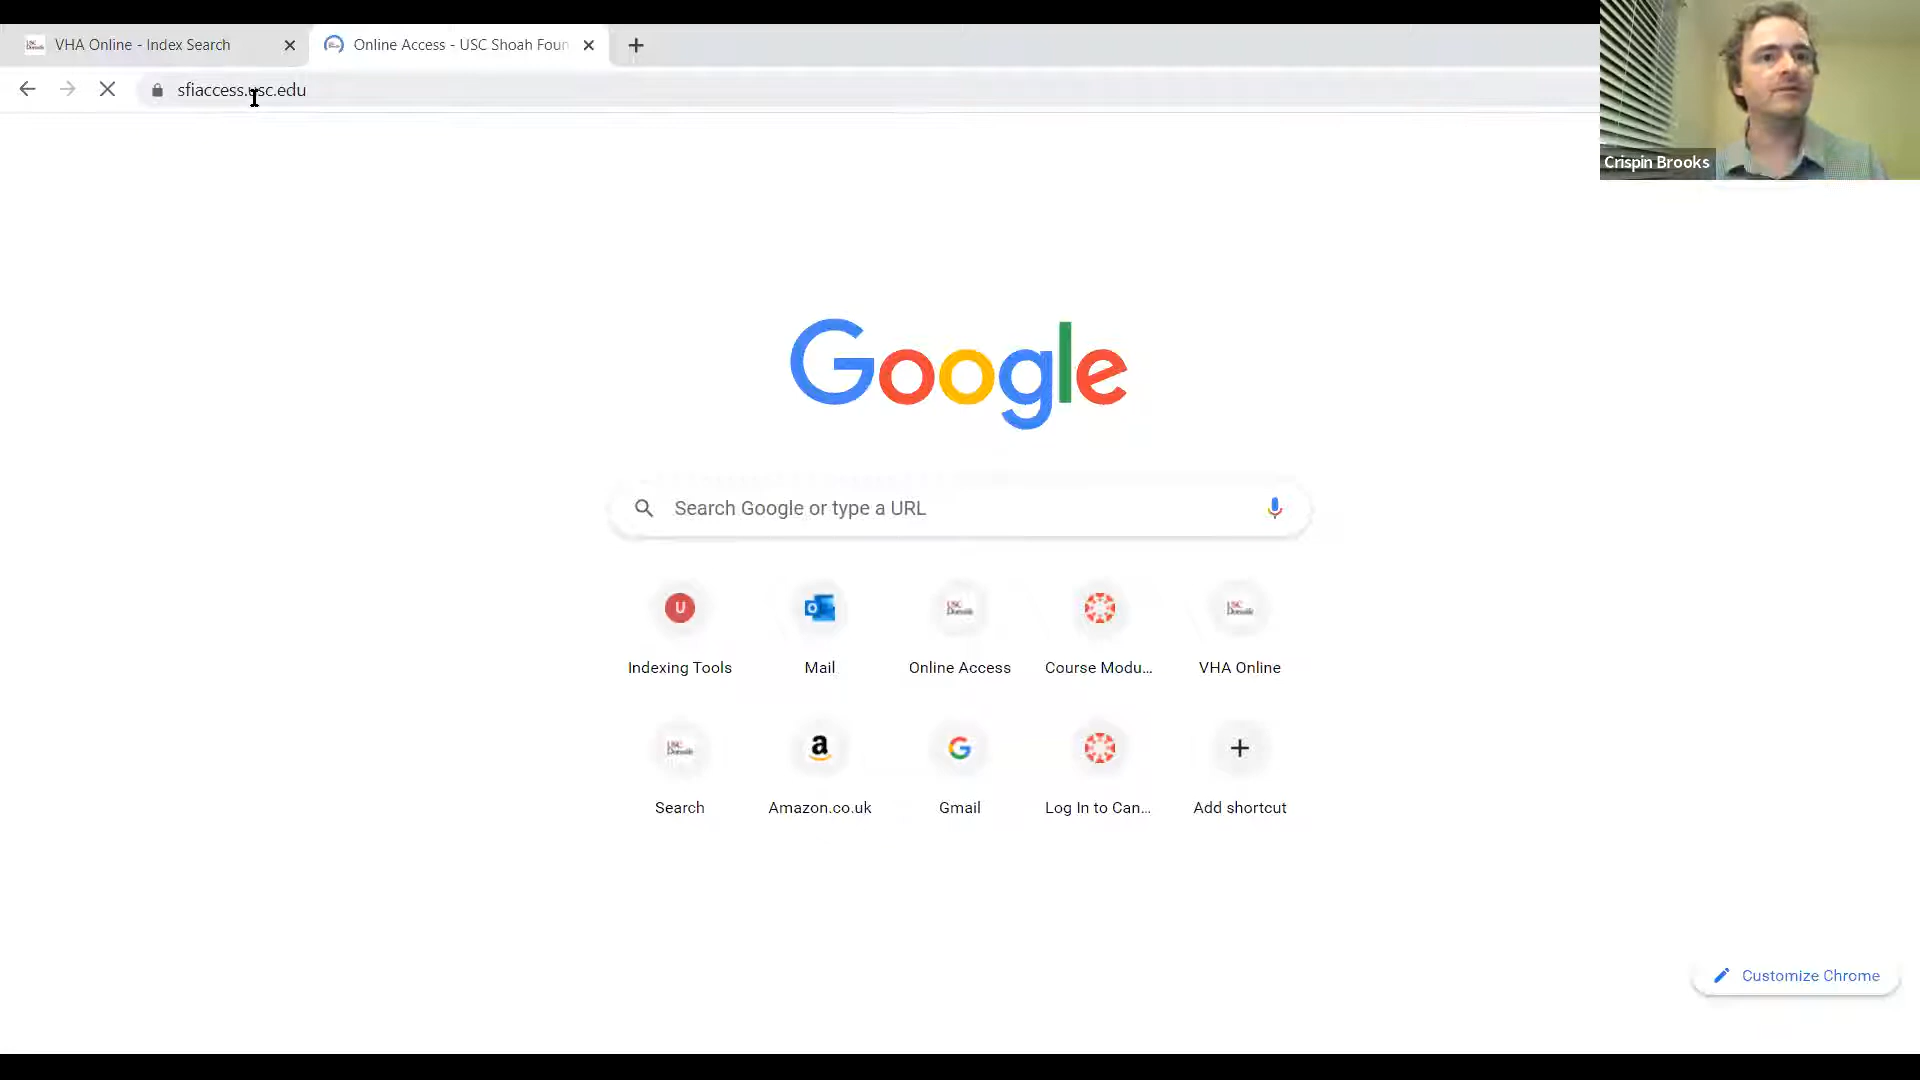 VHA Online - Index Search
Online Access - USC Shoah Foun
sfiaccess.usc.edu
Crispin Brooks
Google
Search Google or type a URL
U
Indexing Tools
Mail
Online Access
Course Modu...
VHA Online
Search
Amazon.co.uk
Gmail
Log In to Can...
Add shortcut
Customize Chrome